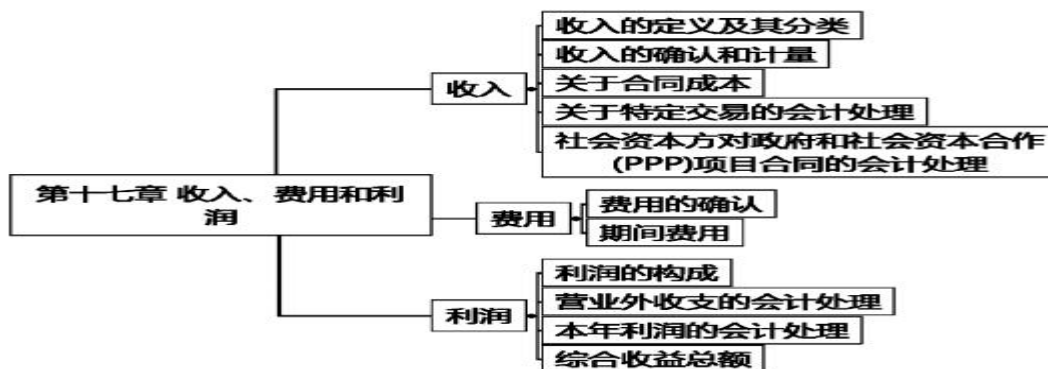 收入的定义及其分类
收入的确认和计量
收入
关于合同成本
关于特定交易的会计处理
社会资本方对政府和社会资本合作
(PPP)项目合同的会计处理
第十七章 收入、费用和利
润
费用
费用的确认
期间费用
利润的构成
营业外收支的会计处理
利润
本年利润的会计处理
综合收益总额